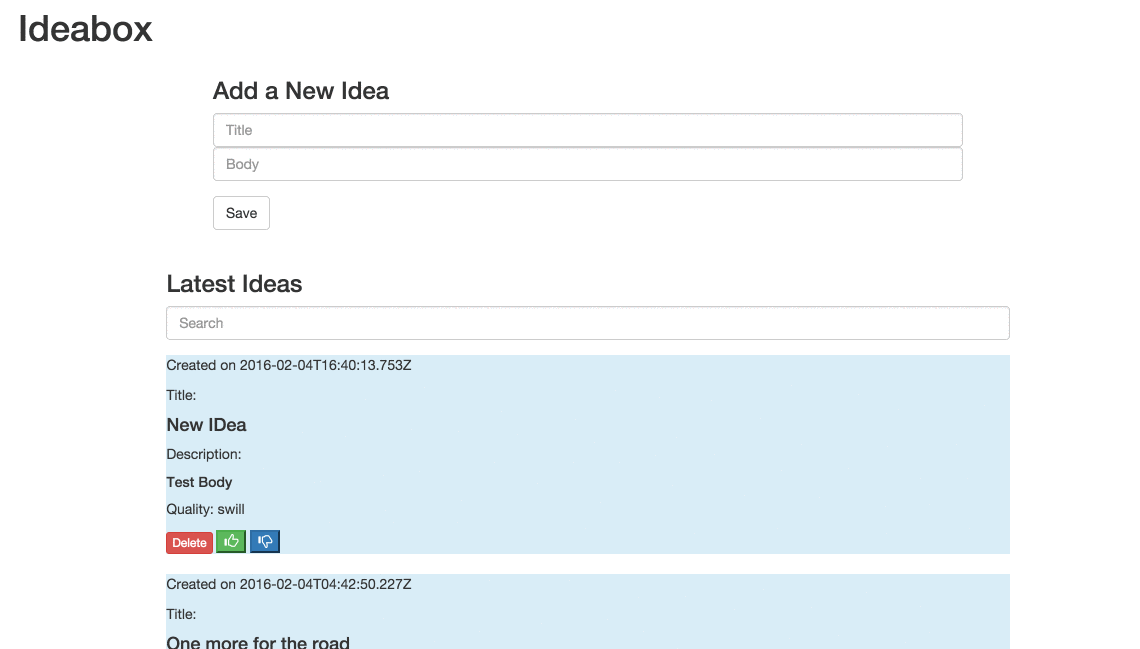 Ideabox
Add a New Idea
Title
Body
Save
Latest Ideas
Search
Created on 2016-02-04T16:40:13.753Z
Title:
New IDea
Description:
Test Body
Quality: swill
Delete
Created on 2016-02-04T04:42:50.227Z
Title:
One more for the road